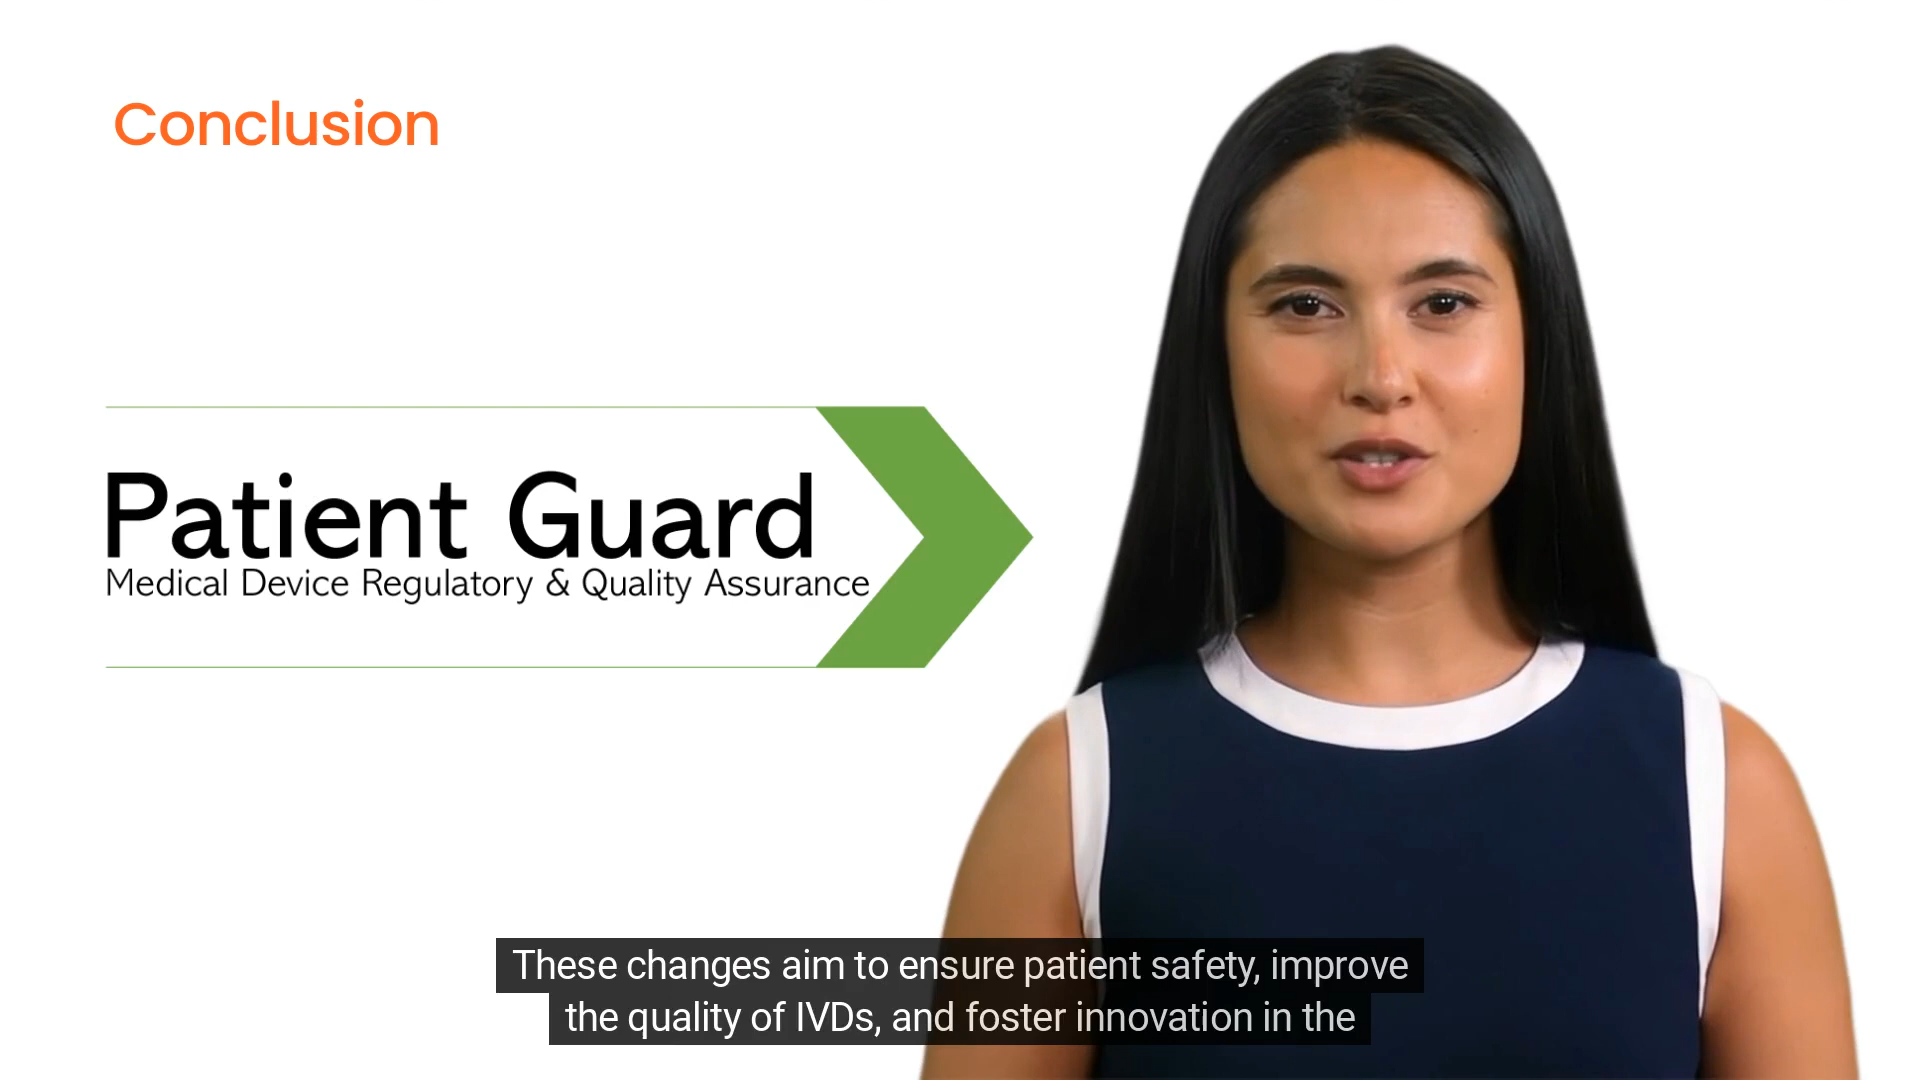 Conclusion
Patient Guard
Medical Device Regulatory & Quality Assurance
These changes aim to ensure patient safety, improve
the quality of IVDs, and foster innovation in the